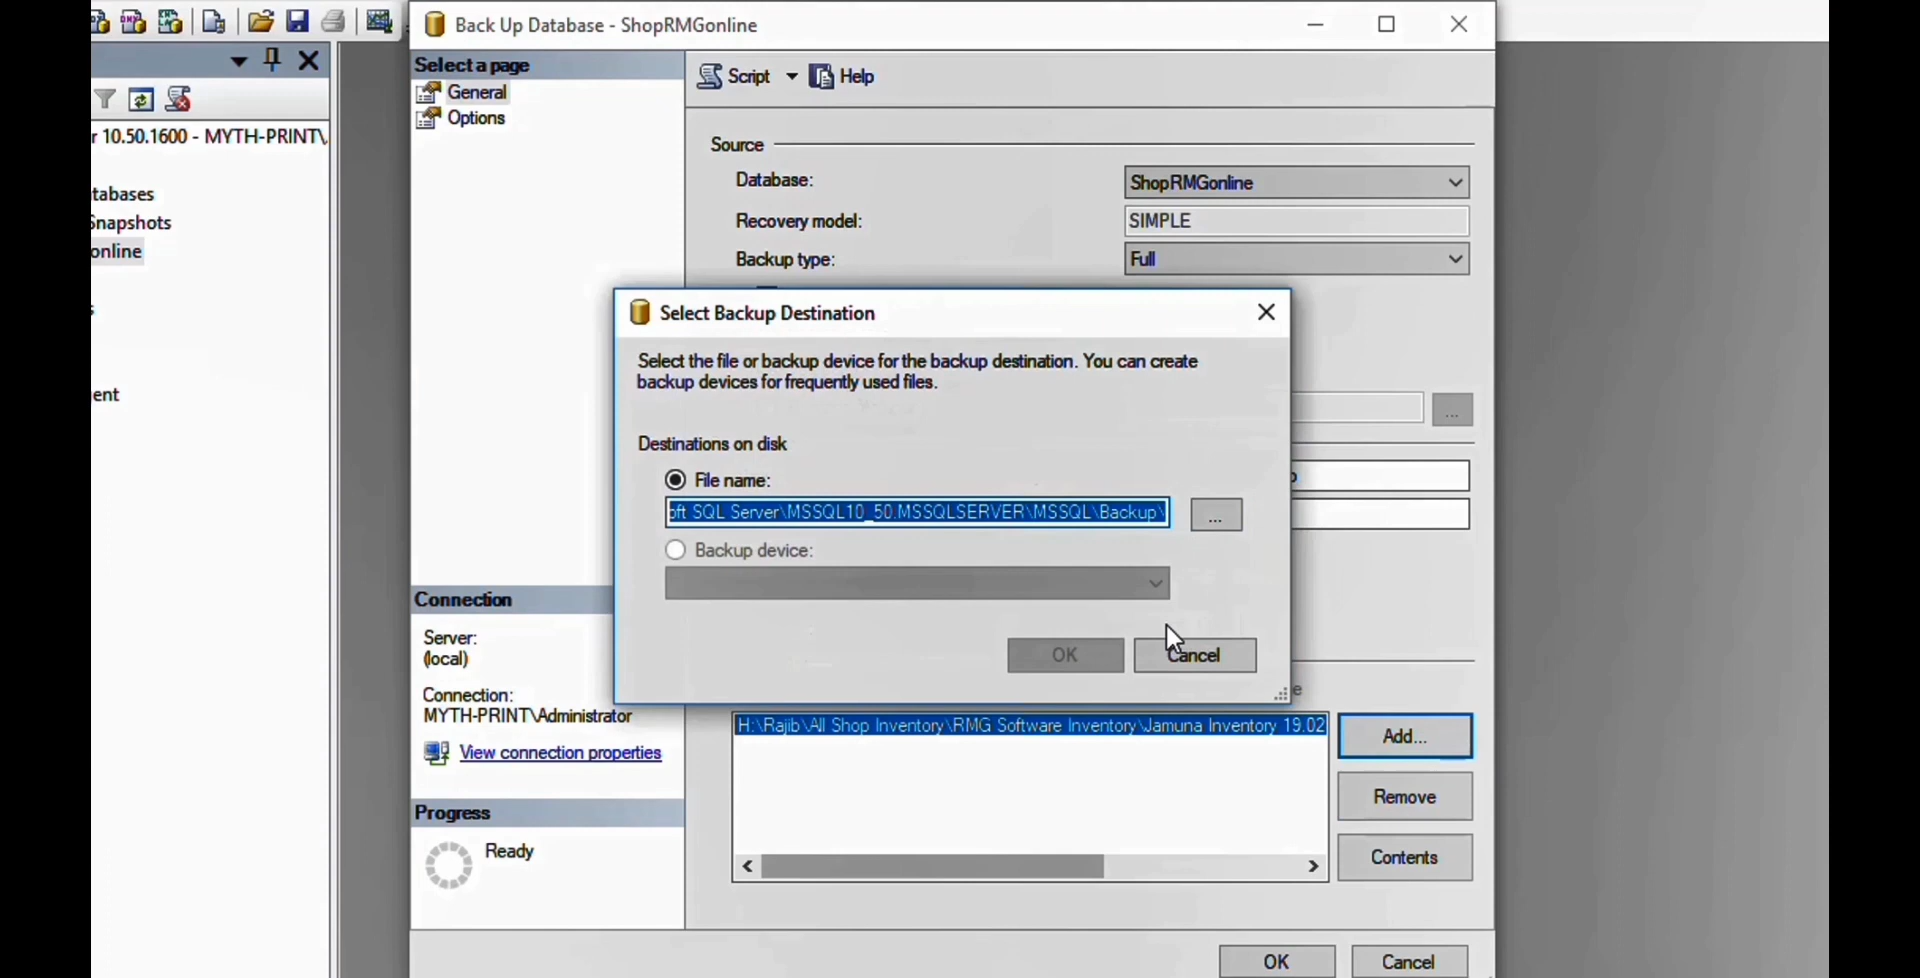 Back Up Database - ShopRMGonline
Select a page
General
Options
Script
Help
r 10.50.1600 - MYTH-PRINT\
tabases
Snapshots
online
ent
Source
Database:
ShopRMGonline
Recovery model:
SIMPLE
Backup type:
Full
Select Backup Destination
Select the file or backup device for the backup destination. You can create
backup devices for frequently used files.
Destinations on disk
File name:
oft SQL Server\MSSQL10_50.MSSQLSERVER\MSSQL\Backup\
...
...
Backup device:
OK
Cancel
Connection
Server:
(local)
Connection:
MYTH-PRINT\Administrator
View connection properties
Progress
Ready
H:\Rajib\All Shop Inventory\RMG Software Inventory\Jamuna Inventory 19.02
Add...
Remove
Contents
OK
Cancel